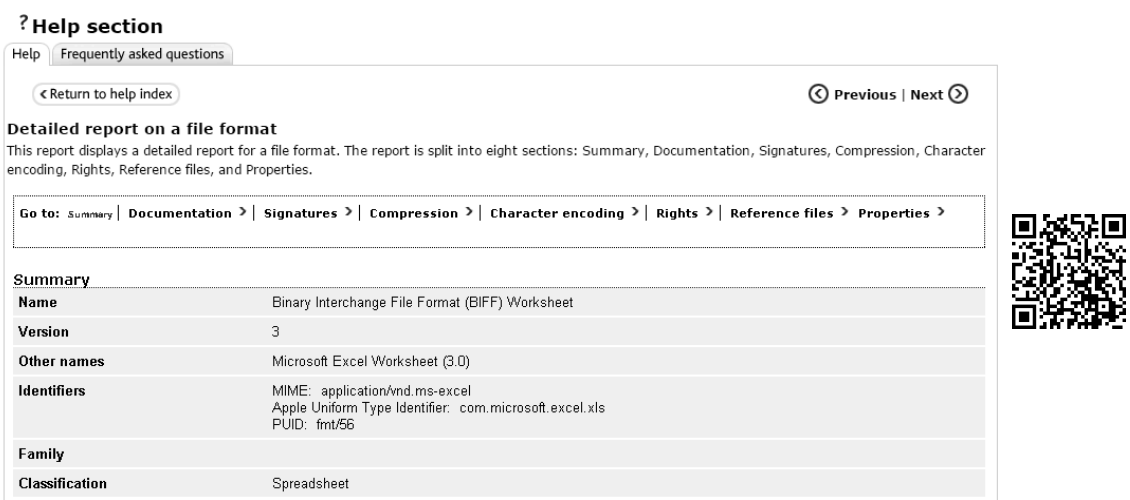 ? Help section
Help Frequently asked questions
Return to help index Previous | Next
Detailed report on a file format
This report displays a detailed report for a file format. The report is split into eight sections: Summary, Documentation, Signatures, Compression, Character
encoding, Rights, Reference files, and Properties.
Go to: Summary | Documentation > | Signatures > | Compression > | Character encoding > | Rights > | Reference files > Properties >
Summary
Name Binary Interchange File Format (BIFF) Worksheet
Version 3
Other names Microsoft Excel Worksheet (3.0)
Identifiers MIME: application/vnd.ms-excel
Apple Uniform Type Identifier: com.microsoft.excel.xls
PUID: fmt/56
Family
Classification Spreadsheet